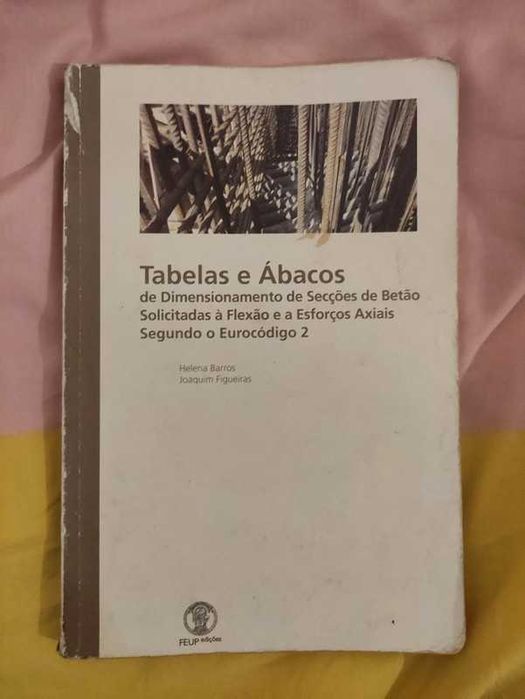 Tabelas e Ábacos
de Dimensionamento de Secções de Betão
Solicitadas à Flexão e a Esforços Axiais
Segundo o Eurocódigo 2
Helena Barros
Joaquim Figueiras
FEUP edições